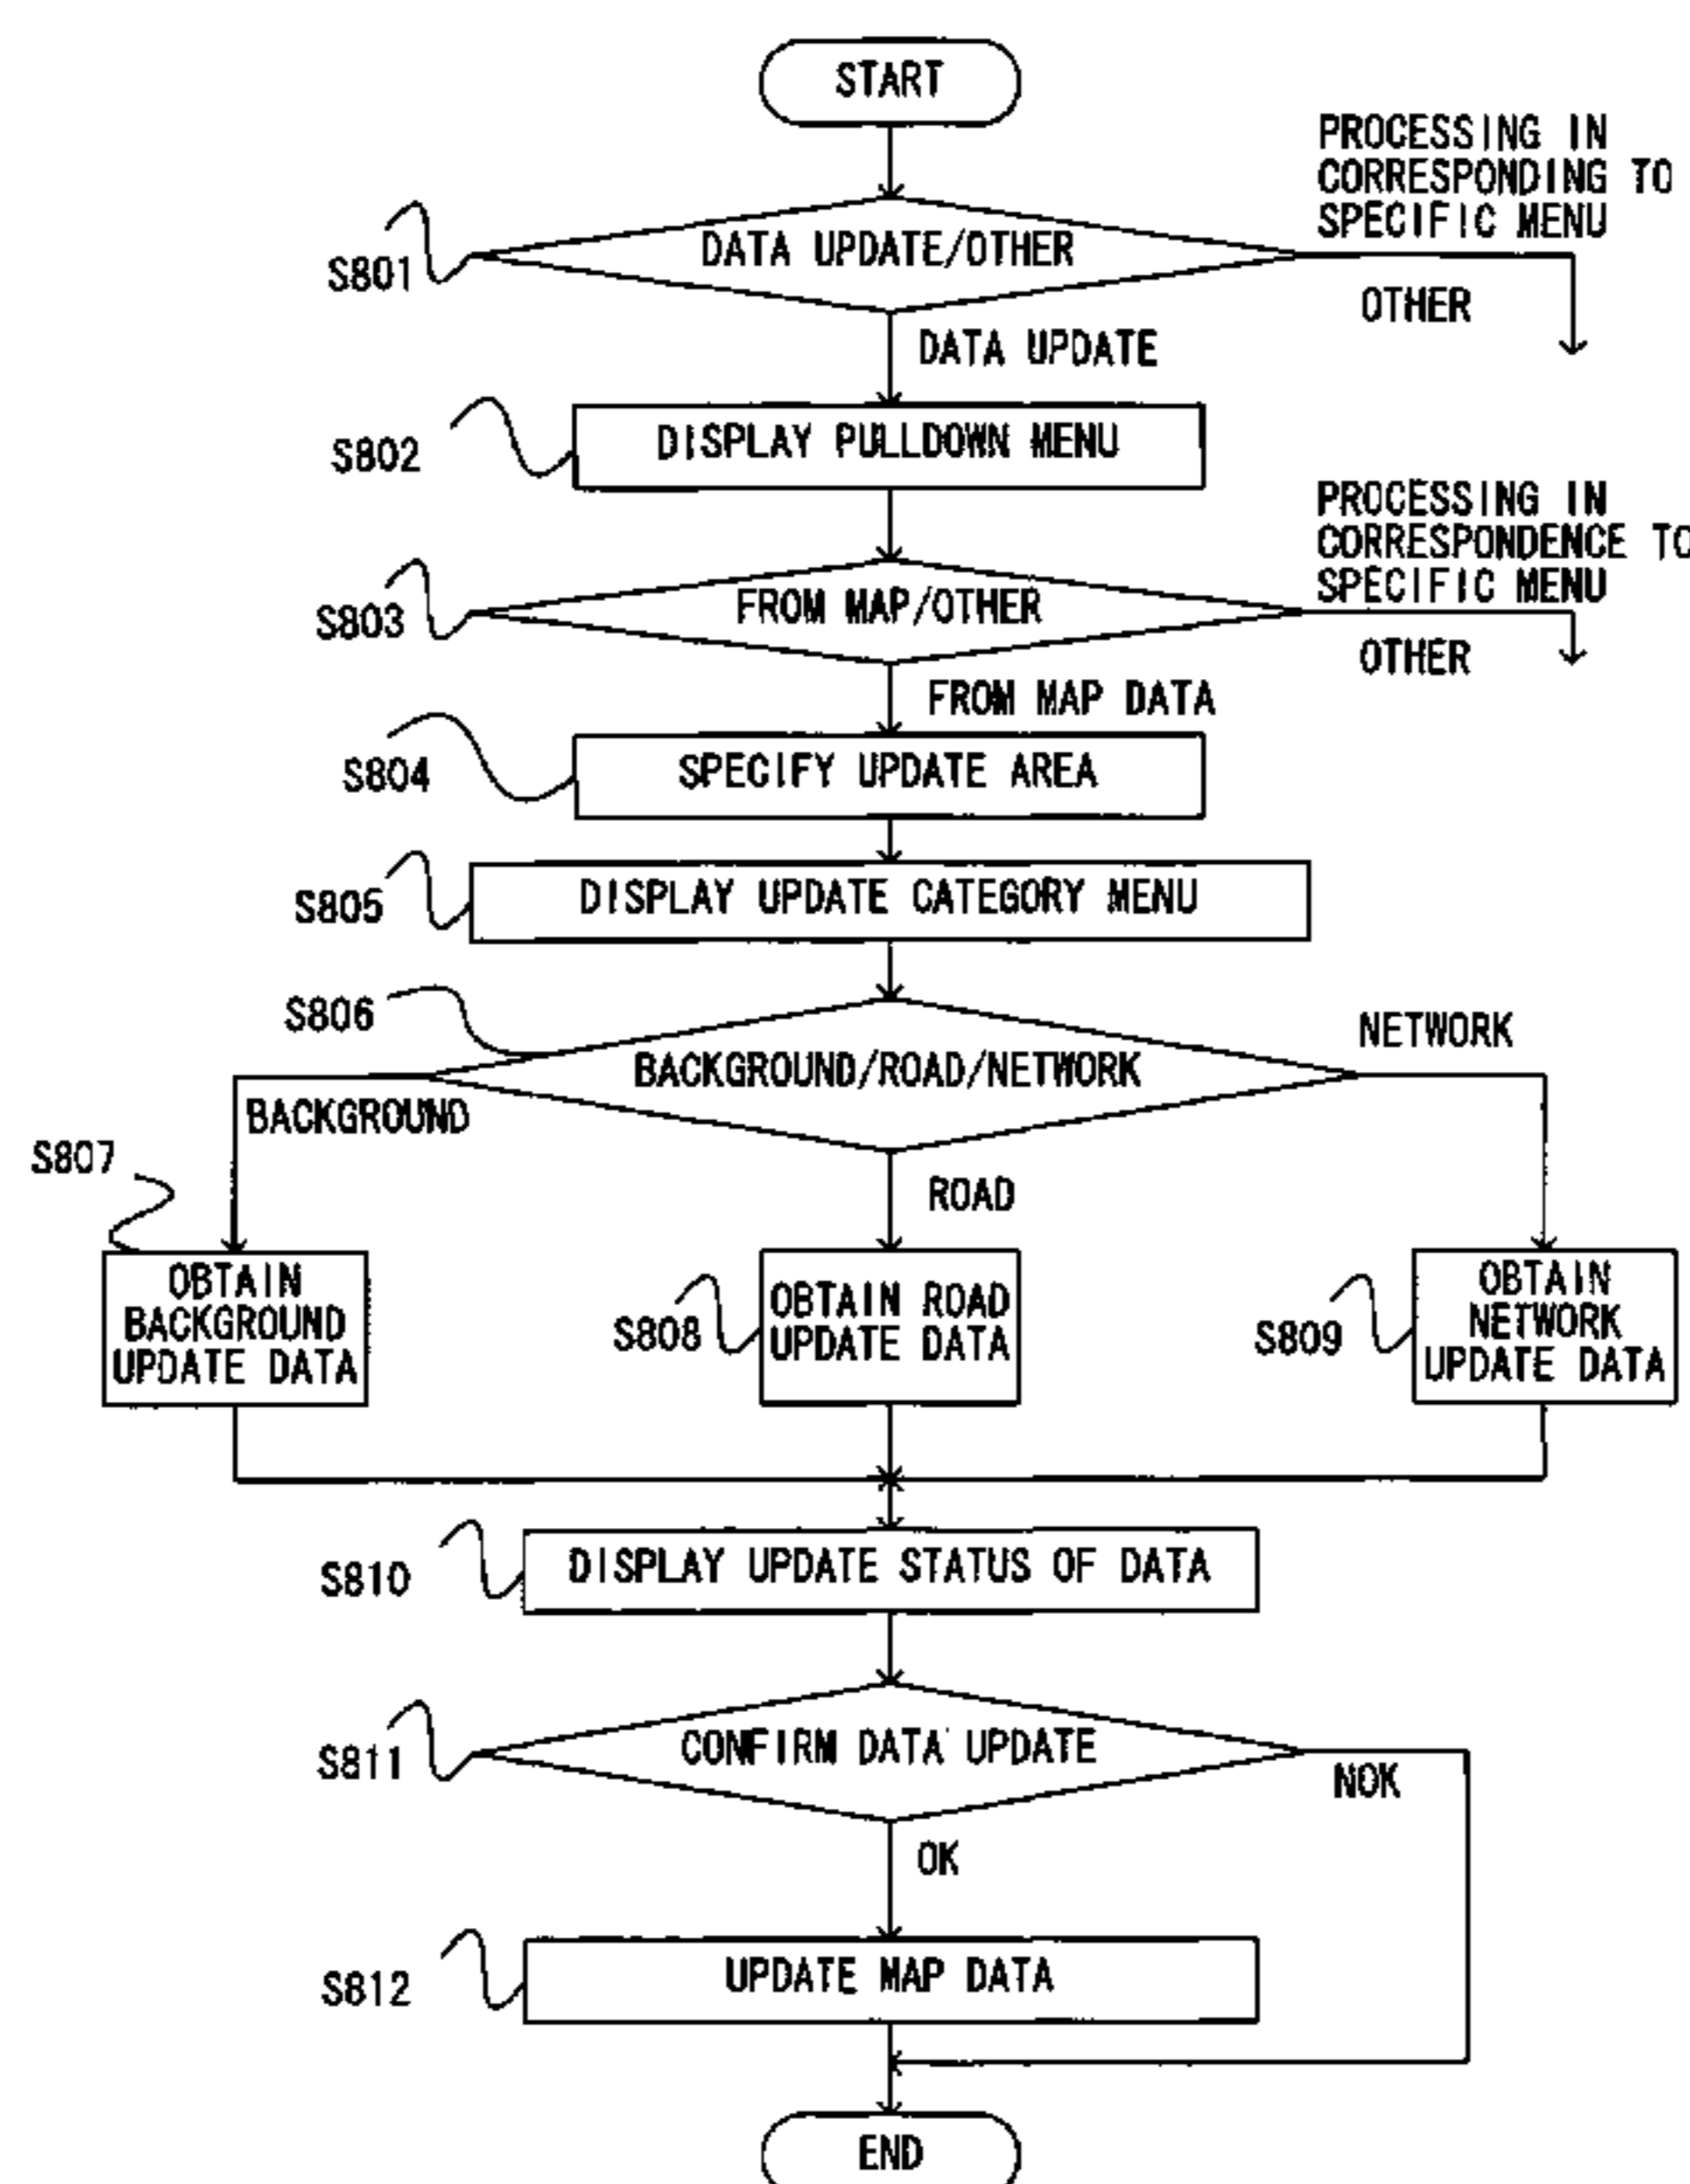 START
PROCESSING IN
CORRESPONDING TO
SPECIFIC MENU
S801
DATA UPDATE/OTHER
OTHER
DATA UPDATE
S802
DISPLAY PULLDOWN MENU
PROCESSING IN
CORRESPONDENCE TO
SPECIFIC MENU
S803
FROM MAP/OTHER
OTHER
FROM MAP DATA
S804
SPECIFY UPDATE AREA
S805
DISPLAY UPDATE CATEGORY MENU
S806
NETWORK
BACKGROUND/ROAD/NETWORK
BACKGROUND
S807
ROAD
OBTAIN
BACKGROUND
UPDATE DATA
S808
OBTAIN ROAD
UPDATE DATA
S809
OBTAIN
NETWORK
UPDATE DATA
S810
DISPLAY UPDATE STATUS OF DATA
S811
CONFIRM DATA UPDATE
NOK
OK
S812
UPDATE MAP DATA
END